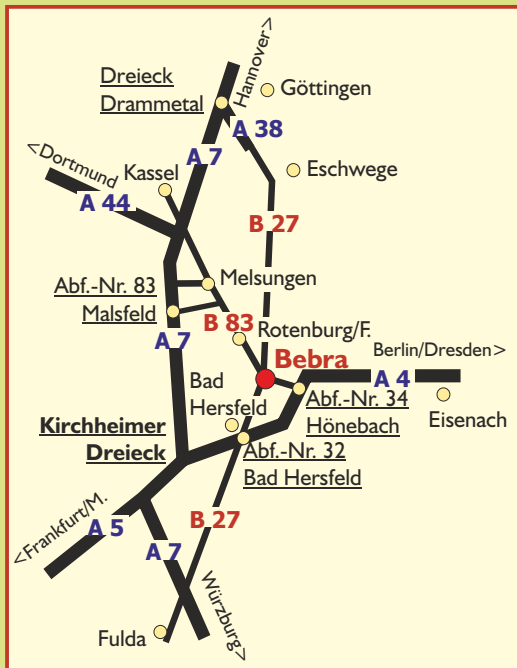 Hannover>
Dreieck
Drammetal
Göttingen
A 38
<Dortmund
Kassel
A 7
Eschwege
A 44
B 27
Abf.-Nr. 83
Malsfeld
Melsungen
B 83
Rotenburg/F.
A 7
Bebra
Berlin/Dresden>
A 4
Bad
Hersfeld
Abf.-Nr. 34
Hönebach
Eisenach
Kirchheimer
Dreieck
Abf.-Nr. 32
Bad Hersfeld
<Frankfurt/M.
A 5
B 27
A 7
Würzburg>
Fulda